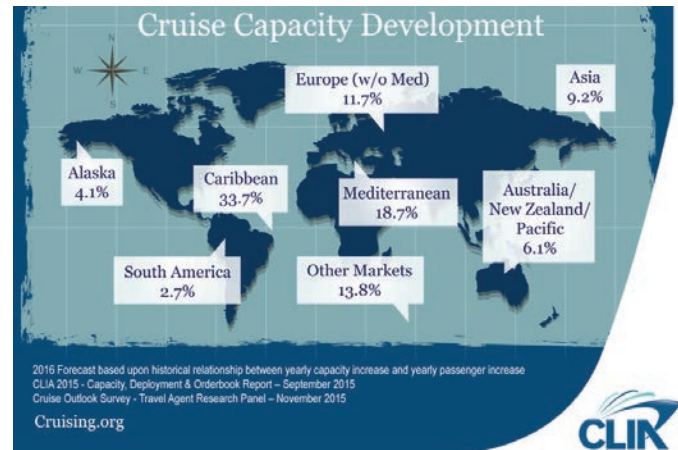 Cruise Capacity Development
N
W E
S
Europe (w/o Med)
11.7%
Asia
9.2%
Alaska
4.1%
Caribbean
33.7%
Mediterranean
18.7%
Australia/
New Zealand/
Pacific
6.1%
South America
2.7%
Other Markets
13.8%
2016 Forecast based upon historical relationship between yearly capacity increase and yearly passenger increase
CLIA 2015 - Capacity, Deployment & Orderbook Report – September 2015
Cruise Outlook Survey - Travel Agent Research Panel – November 2015
Cruising.org
CLIA